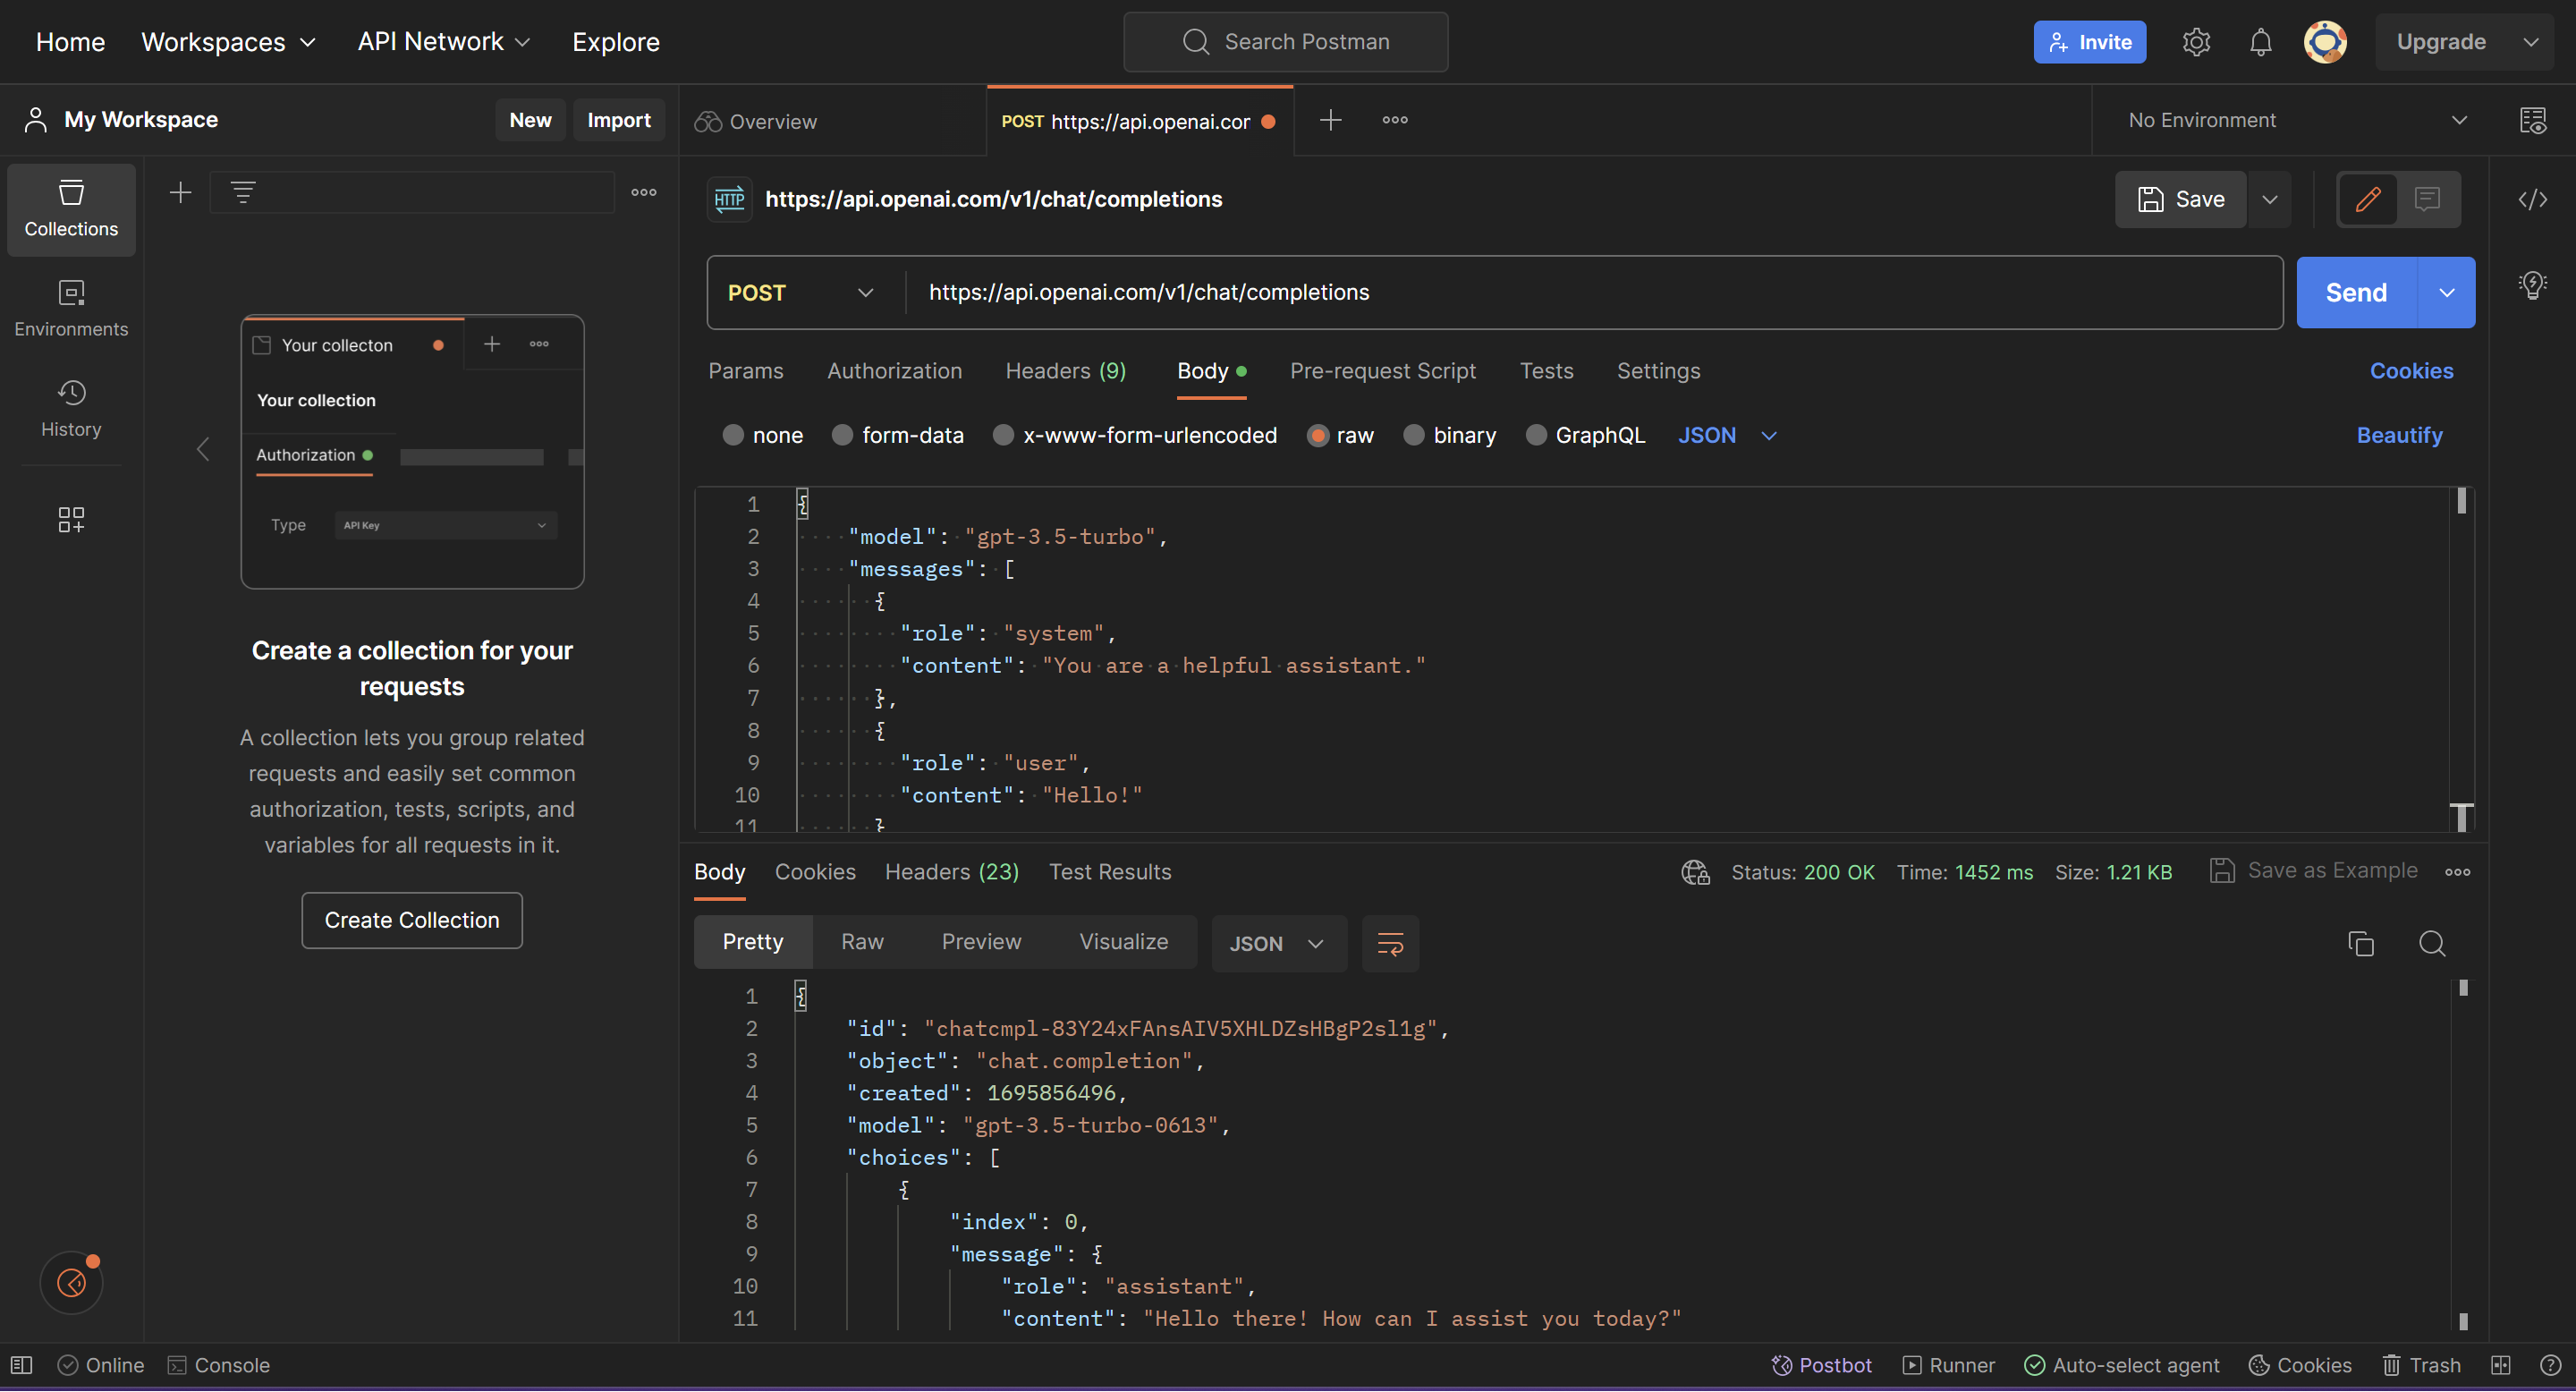 Home Workspaces API Network Explore Search Postman Invite Upgrade
My Workspace New Import Overview POST https://api.openai.cor No Environment
Collections
Environments
History
Your collecton
Your collection
Authorization
Type API Key
Create a collection for your
requests
A collection lets you group related
requests and easily set common
authorization, tests, scripts, and
variables for all requests in it.
Create Collection
HTTP https://api.openai.com/v1/chat/completions Save
POST https://api.openai.com/v1/chat/completions Send
Params Authorization Headers (9) Body Pre-request Script Tests Settings Cookies
none form-data x-www-form-urlencoded raw binary GraphQL JSON Beautify
1 {
2 "model": "gpt-3.5-turbo",
3 "messages": [
4 {
5 "role": "system",
6 "content": "You are a helpful assistant."
7 },
8 {
9 "role": "user",
10 "content": "Hello!"
11 }
Body Cookies Headers (23) Test Results Status: 200 OK Time: 1452 ms Size: 1.21 KB Save as Example
Pretty Raw Preview Visualize JSON
1 {
2 "id": "chatcmpl-83Y24xFAnsAIV5XHLDZsHBgP2sl1g",
3 "object": "chat.completion",
4 "created": 1695856496,
5 "model": "gpt-3.5-turbo-0613",
6 "choices": [
7 {
8 "index": 0,
9 "message": {
10 "role": "assistant",
11 "content": "Hello there! How can I assist you today?"
Online Console Postbot Runner Auto-select agent Cookies Trash